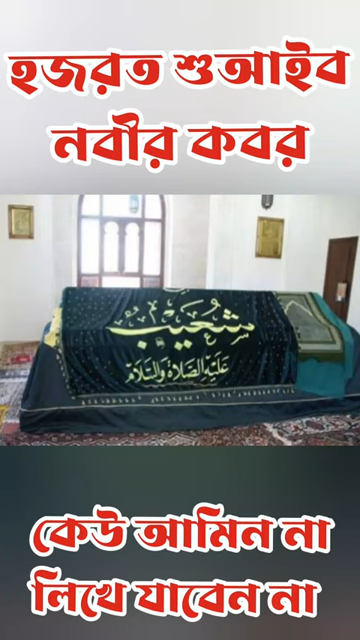 হজরত শুআইব
নবীর কবর
شعيب
عليه الصلاة والسلام
কেউ আমিন না
লিখে যাবেন না